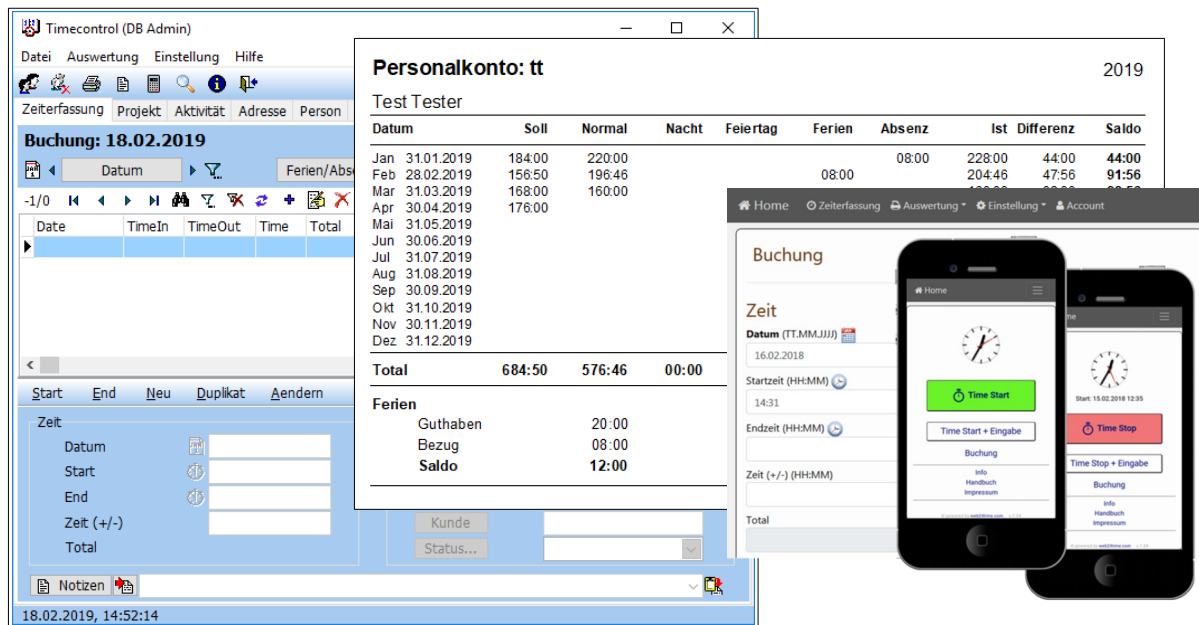 Timecontrol (DB Admin)
Datei Auswertung Einstellung Hilfe
Zeiterfassung Projekt Aktivität Adresse Person
Buchung: 18.02.2019
Datum Ferien/Abs
-1/0
Date TimeIn TimeOut Time Total
Start End Neu Duplikat Aendern
Zeit
Datum
Start
End
Zeit (+/-)
Total
Kunde
Status...
Notizen
18.02.2019, 14:52:14
Personalkonto: tt 2019
Test Tester
Datum Soll Normal Nacht Feiertag Ferien Absenz Ist Differenz Saldo
Jan 31.01.2019 184:00 220:00 08:00 228:00 44:00 44:00
Feb 28.02.2019 156:50 196:46 08:00 204:46 47:56 91:56
Mar 31.03.2019 168:00 160:00
Apr 30.04.2019 176:00
Mai 31.05.2019
Jun 30.06.2019
Jul 31.07.2019
Aug 31.08.2019
Sep 30.09.2019
Okt 31.10.2019
Nov 30.11.2019
Dez 31.12.2019
Total 684:50 576:46 00:00
Ferien
Guthaben 20:00
Bezug 08:00
Saldo 12:00
Home Zeiterfassung Auswertung Einstellung Account
Buchung
Zeit
Datum (TT.MM.JJJJ)
16.02.2018
Startzeit (HH:MM)
14:31
Endzeit (HH:MM)
Zeit (+/-) (HH:MM)
Total
Home
Time Start
Time Start + Eingabe
Buchung
Info
Handbuch
Impressum
me
Start: 15.02.2018 12:35
Time Stop
Time Stop + Eingabe
Buchung
Info
Handbuch
Impressum